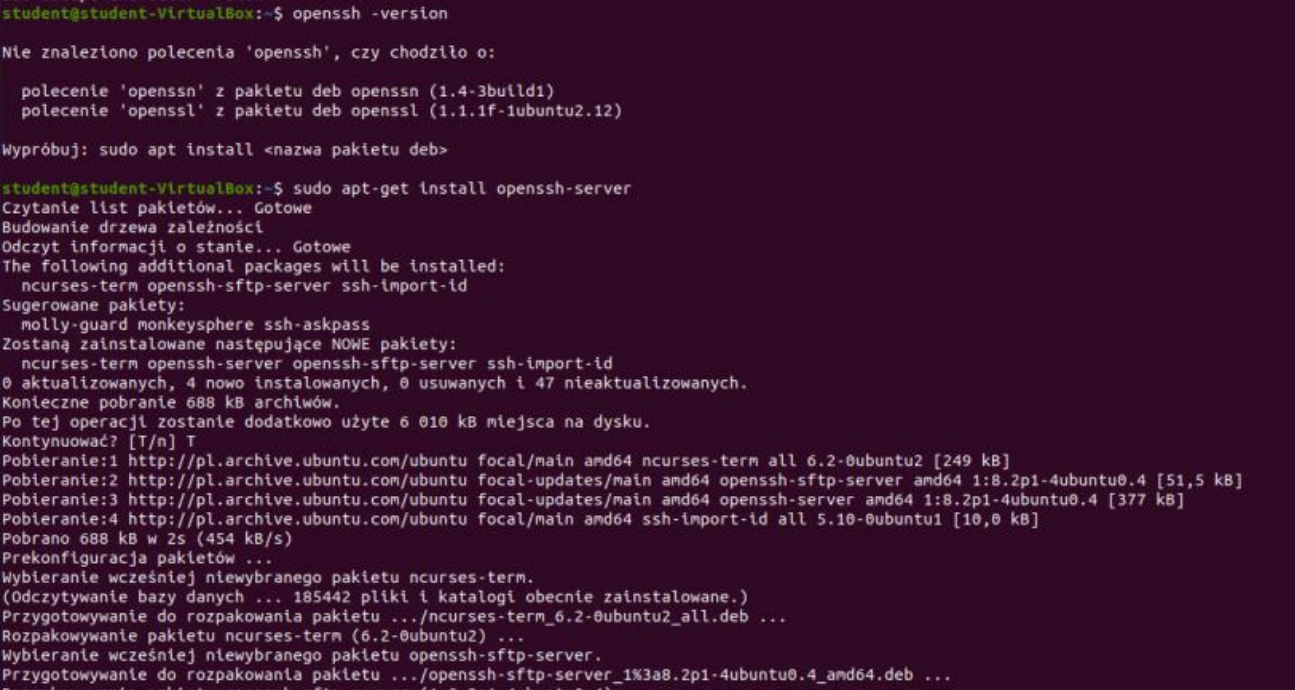 student@student-VirtualBox:~$ openssh -version
Nie znaleziono polecenia 'openssh', czy chodziło o:
polecenie 'openssn' z pakietu deb openssn (1.4-3build1)
polecenie 'openssl' z pakietu deb openssl (1.1.1f-1ubuntu2.12)
Wypróbuj: sudo apt install <nazwa pakietu deb>
student@student-VirtualBox:~$ sudo apt-get install openssh-server
Czytanie list pakietów... Gotowe
Budowanie drzewa zależności
Odczyt informacji o stanie... Gotowe
The following additional packages will be installed:
ncurses-term openssh-sftp-server ssh-import-id
Sugerowane pakiety:
molly-guard monkeysphere ssh-askpass
Zostaną zainstalowane następujące NOWE pakiety:
ncurses-term openssh-server openssh-sftp-server ssh-import-id
0 aktualizowanych, 4 nowo instalowanych, 0 usuwanych i 47 nieaktualizowanych.
Konieczne pobranie 688 kB archiwów.
Po tej operacji zostanie dodatkowo użyte 6 010 kB miejsca na dysku.
Kontynuować? [T/n] T
Pobieranie:1 http://pl.archive.ubuntu.com/ubuntu focal/main amd64 ncurses-term all 6.2-0ubuntu2 [249 kB]
Pobieranie:2 http://pl.archive.ubuntu.com/ubuntu focal-updates/main amd64 openssh-sftp-server amd64 1:8.2p1-4ubuntu0.4 [51,5 kB]
Pobieranie:3 http://pl.archive.ubuntu.com/ubuntu focal-updates/main amd64 openssh-server amd64 1:8.2p1-4ubuntu0.4 [377 kB]
Pobieranie:4 http://pl.archive.ubuntu.com/ubuntu focal/main amd64 ssh-import-id all 5.10-0ubuntu1 [10,0 kB]
Pobrano 688 kB w 2s (454 kB/s)
Prekonfiguracja pakietów ...
Wybieranie wcześniej niewybranego pakietu ncurses-term.
(Odczytywanie bazy danych ... 185442 pliki i katalogi obecnie zainstalowane.)
Przygotowywanie do rozpakowania pakietu .../ncurses-term_6.2-0ubuntu2_all.deb ...
Rozpakowywanie pakietu ncurses-term (6.2-0ubuntu2) ...
Wybieranie wcześniej niewybranego pakietu openssh-sftp-server.
Przygotowywanie do rozpakowania pakietu .../openssh-sftp-server_1%3a8.2p1-4ubuntu0.4_amd64.deb ...